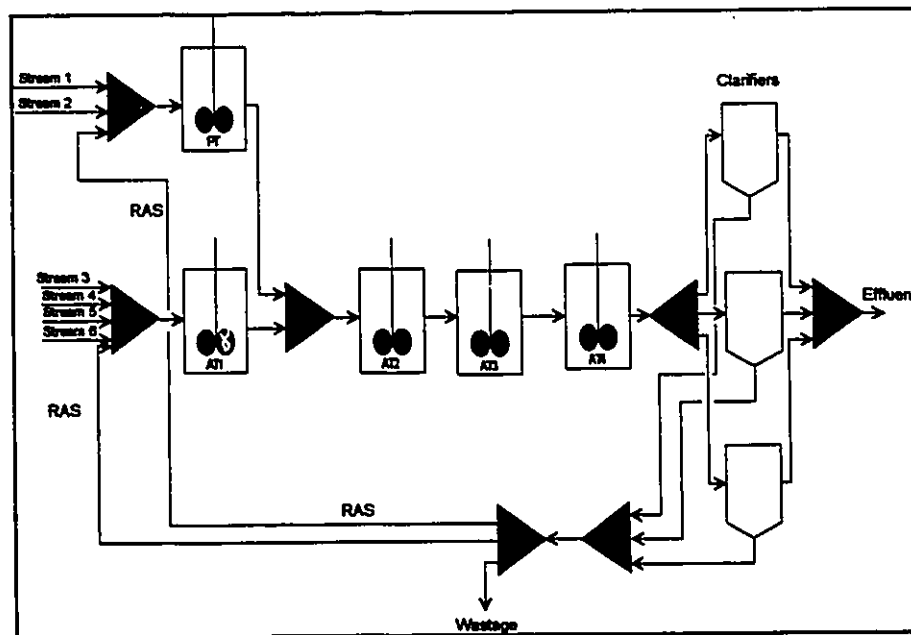 Stream 1
Stream 2
PT
Clarifiers
RAS
Stream 3
Stream 4
Stream 5
Stream 6
AT1
AT2
AT3
AT4
Effluen
RAS
RAS
Wastage